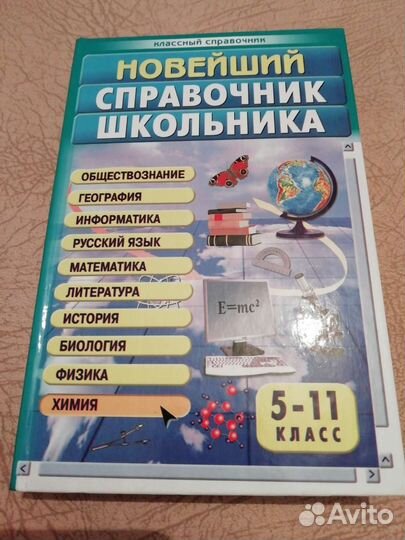 классный справочник
НОВЕЙШИЙ
СПРАВОЧНИК
ШКОЛЬНИКА
ОБЩЕСТВОЗНАНИЕ
ГЕОГРАФИЯ
ИНФОРМАТИКА
РУССКИЙ ЯЗЫК
МАТЕМАТИКА
ЛИТЕРАТУРА
ИСТОРИЯ
БИОЛОГИЯ
ФИЗИКА
ХИМИЯ
E=mc²
5-11
КЛАСС
Avito